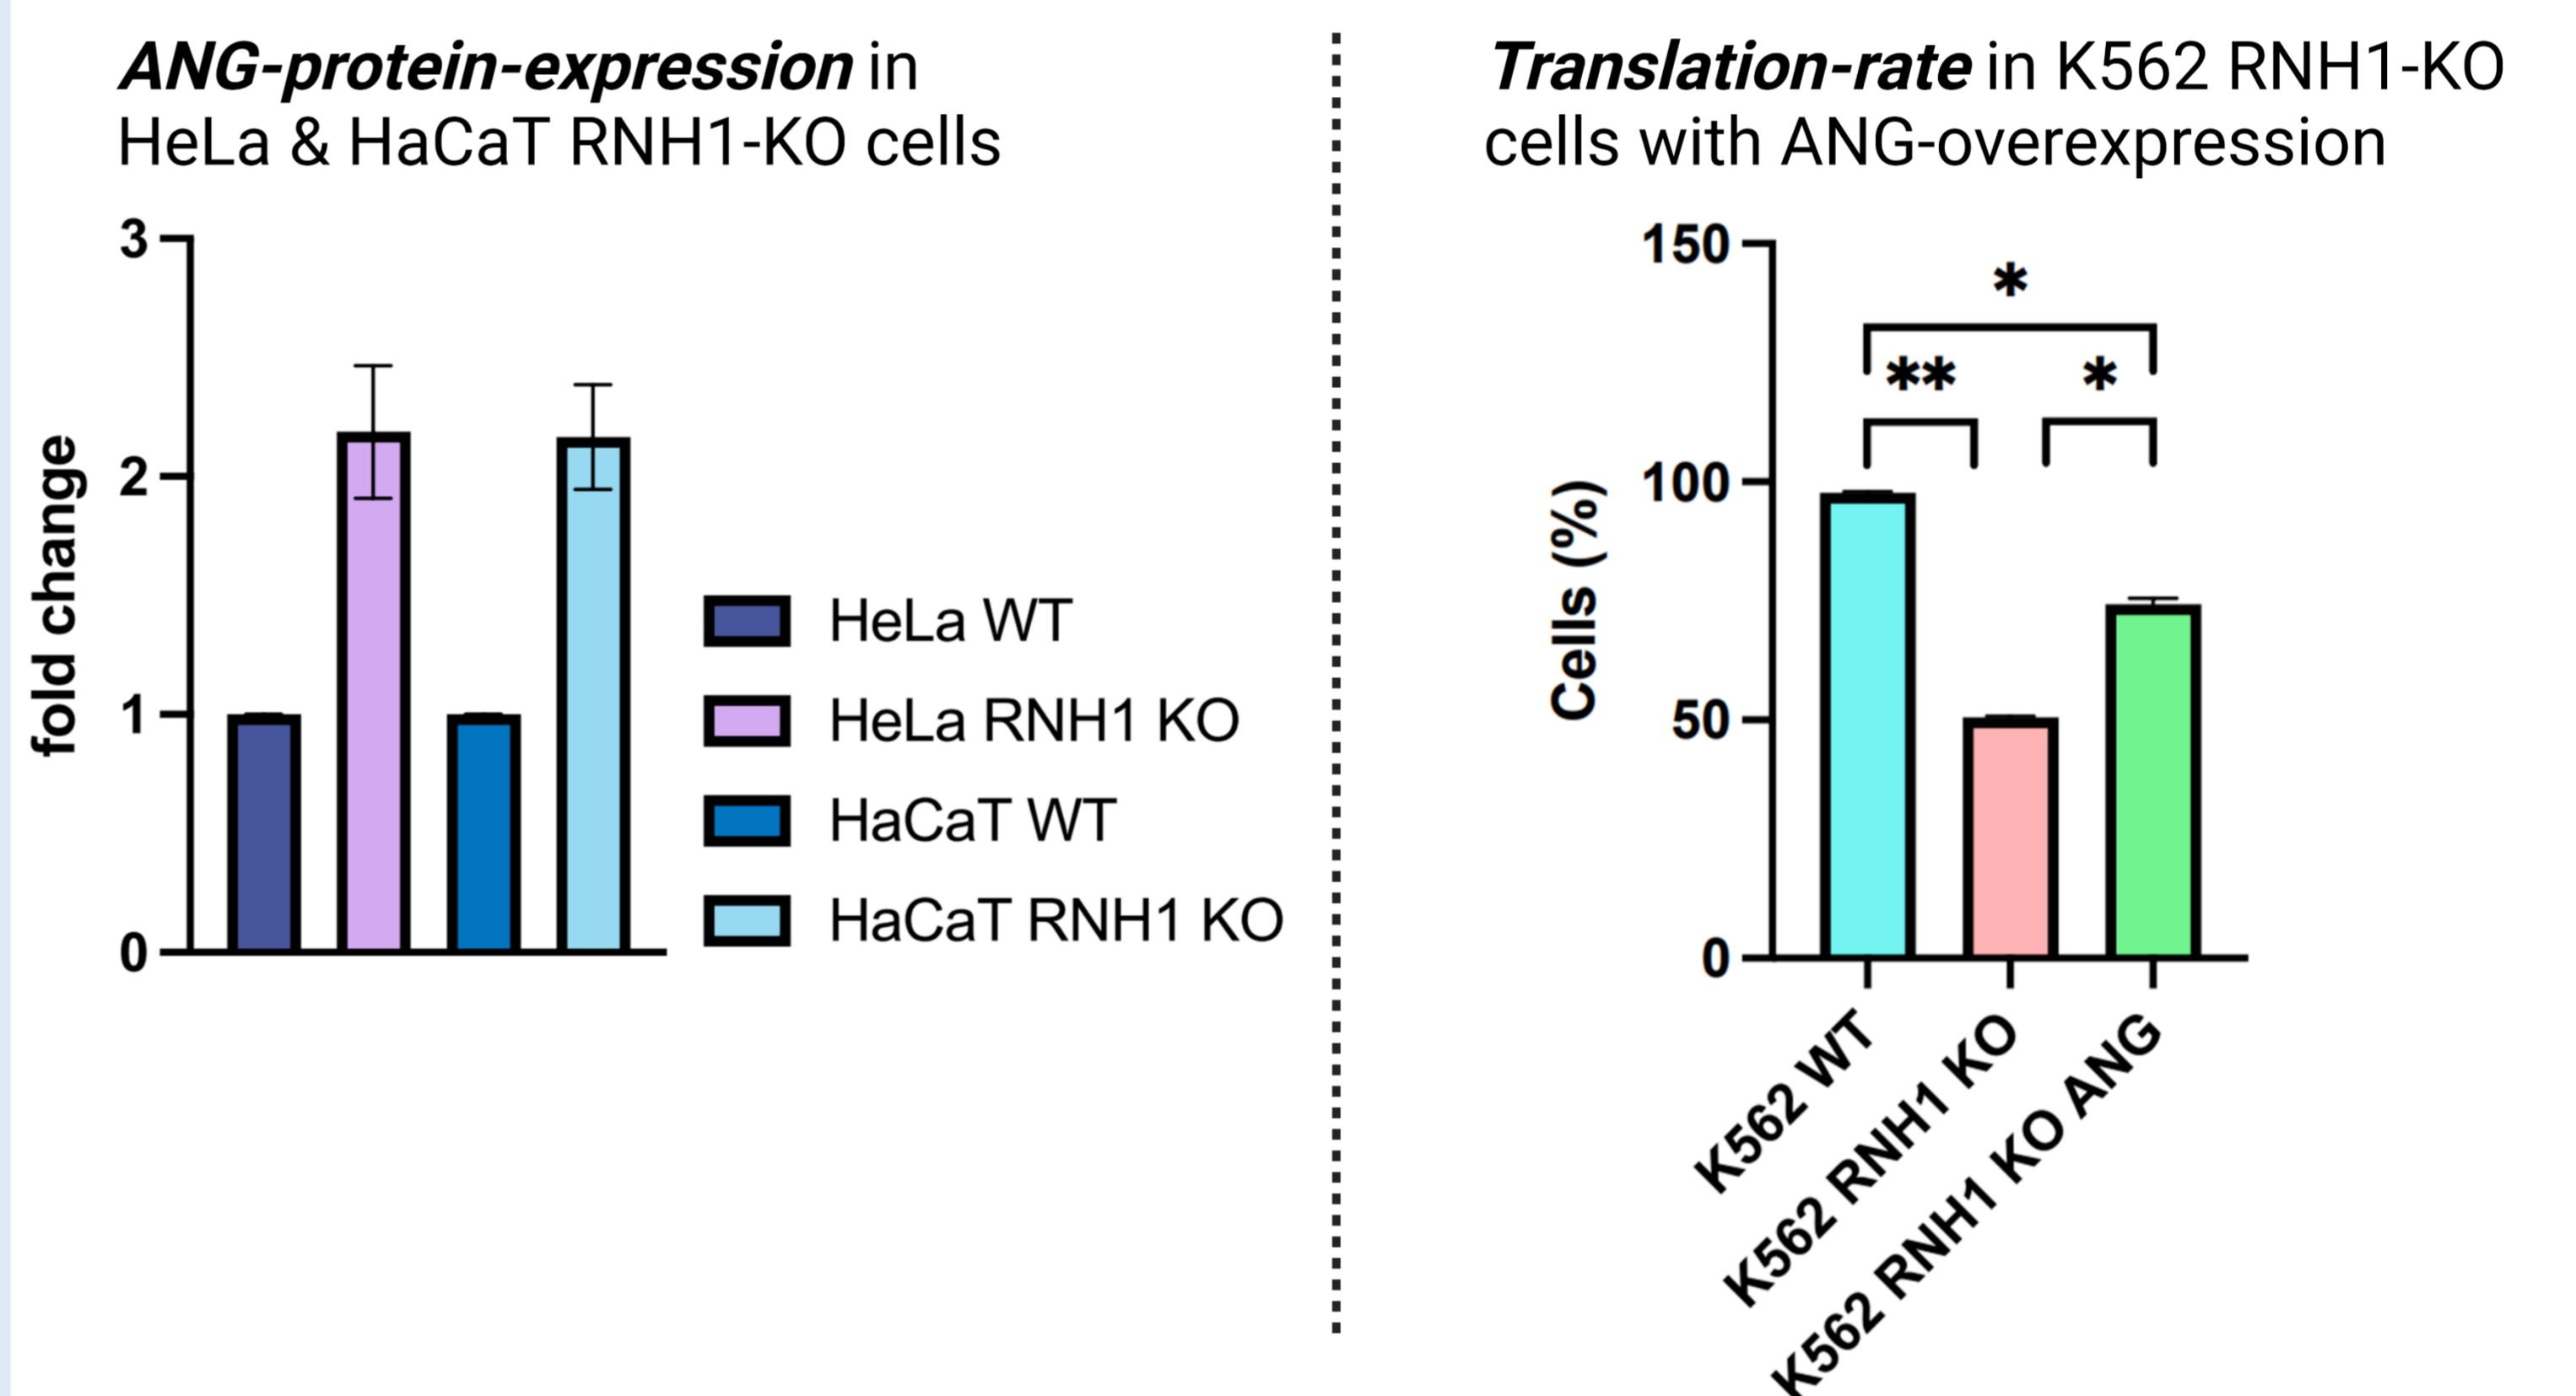 ANG-protein-expression in
HeLa & HaCaT RNH1-KO cells
3
2
1
0
fold change
HeLa WT
HeLa RNH1 KO
HaCaT WT
HaCaT RNH1 KO
Translation-rate in K562 RNH1-KO
cells with ANG-overexpression
150
100
50
0
Cells (%)
*
**
*
K562 WT
K562 RNH1 KO
K562 RNH1 KO ANG